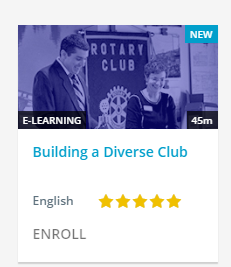 NEW
ROTARY
CLUB
E-LEARNING
45m
Building a Diverse Club
English
ENROLL